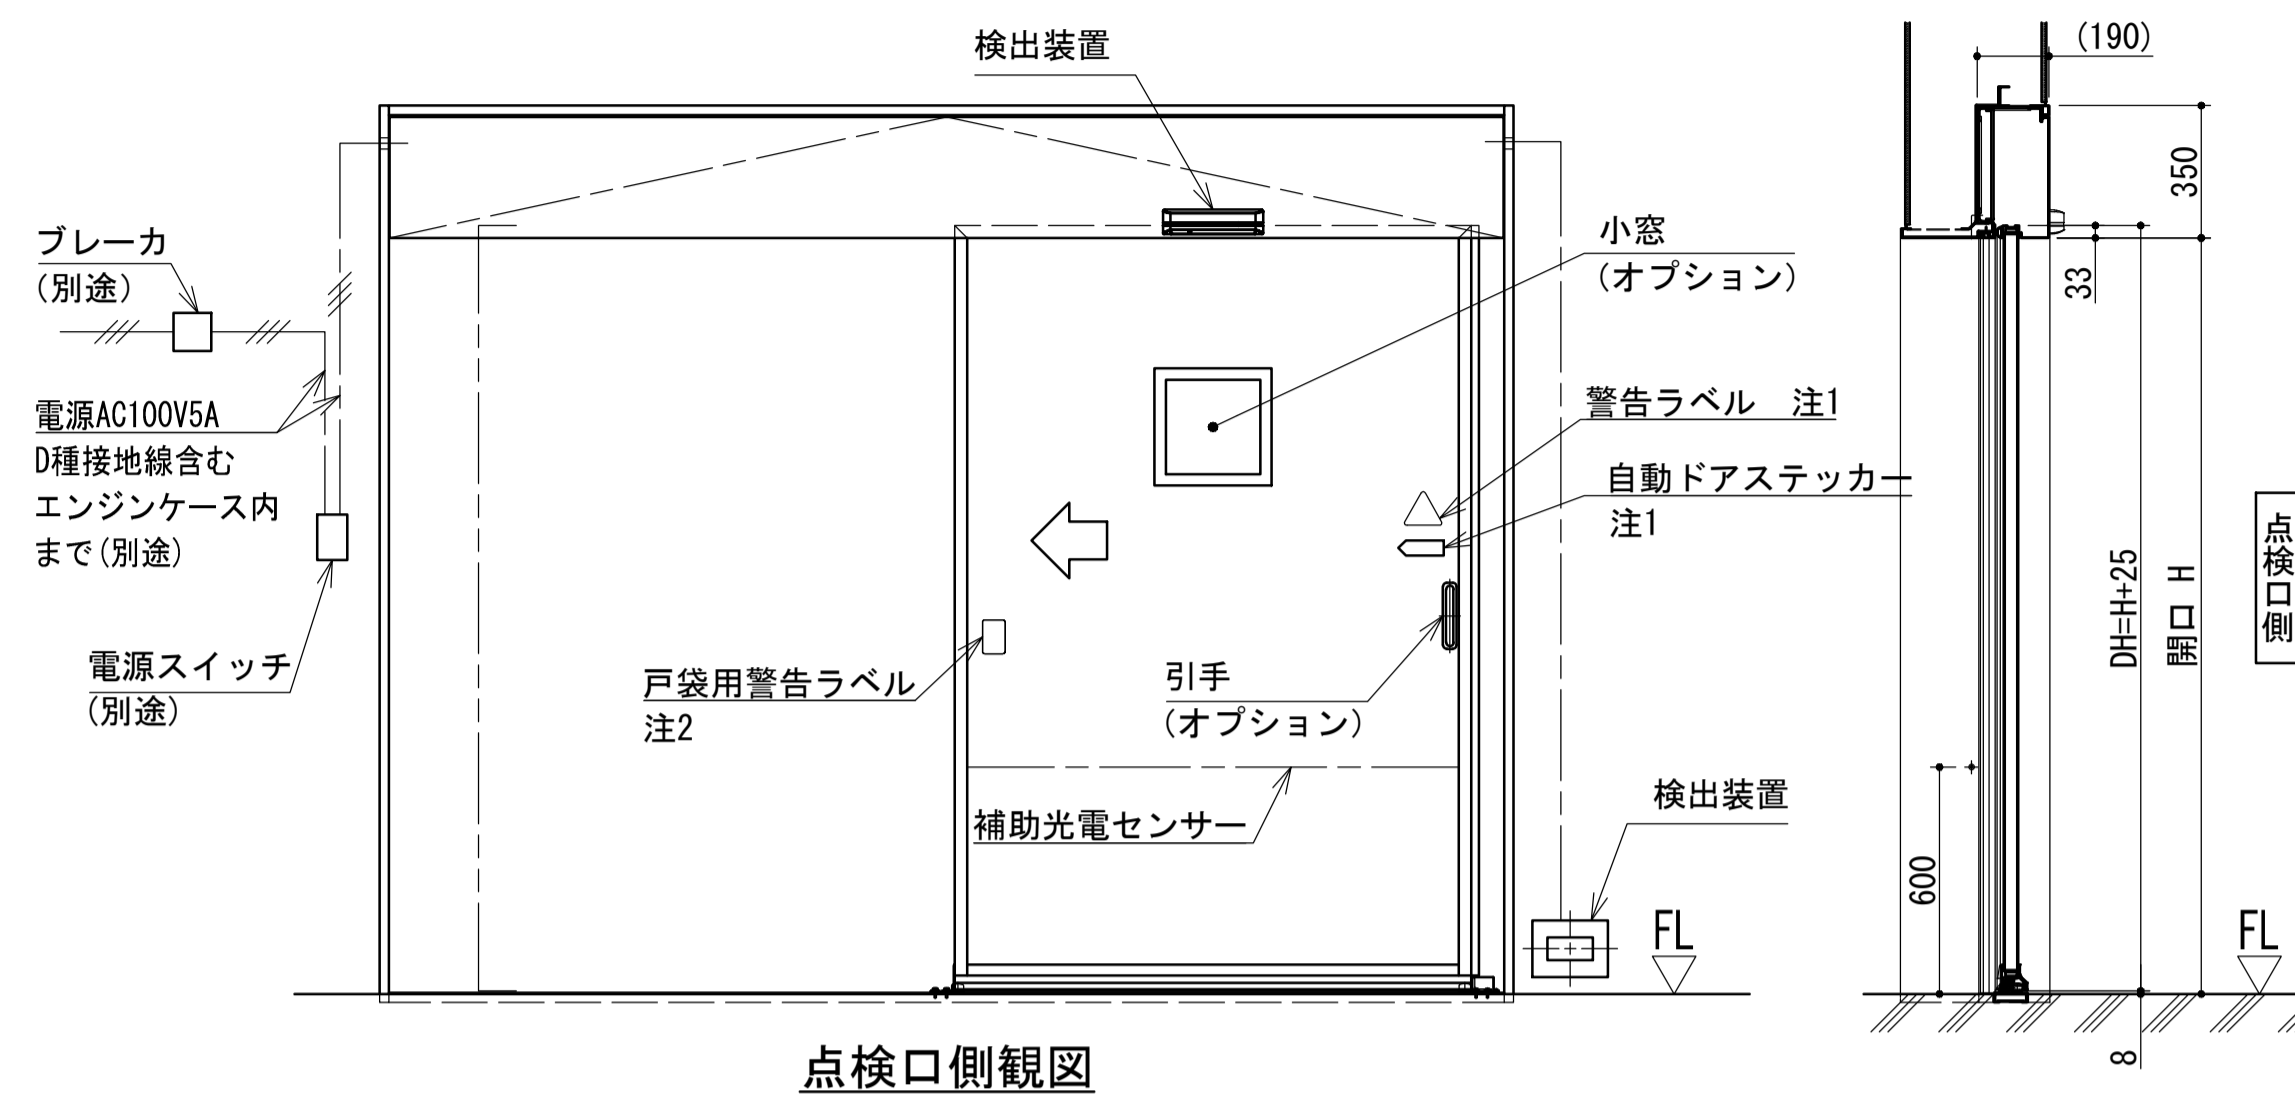 検出装置
ブレーカ
(別途)
電源AC100V5A
D種接地線含む
エンジンケース内
まで(別途)
電源スイッチ
(別途)
小窓
(オプション)
警告ラベル 注1
自動ドアステッカー
注1
戸袋用警告ラベル
注2
引手
(オプション)
補助光電センサー
検出装置
FL
点検口側観図
(190)
350
33
DH=H+25
開口 H
600
8
FL
点検口側